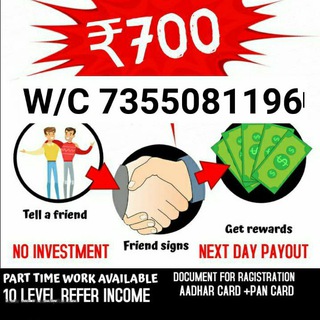 ₹700
W/C 7355081196
Tell a friend
Friend signs
Get rewards
NO INVESTMENT
NEXT DAY PAYOUT
PART TIME WORK AVAILABLE
10 LEVEL REFER INCOME
DOCUMENT FOR RAGISTRATION
AADHAR CARD +PAN CARD